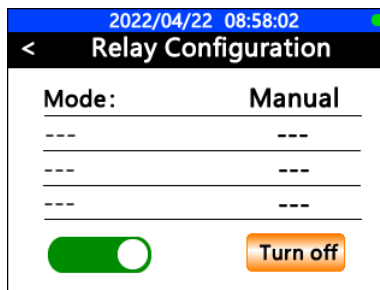 2022/04/22 08:58:02
< Relay Configuration
Mode: Manual
--- ---
--- ---
--- ---
Turn off